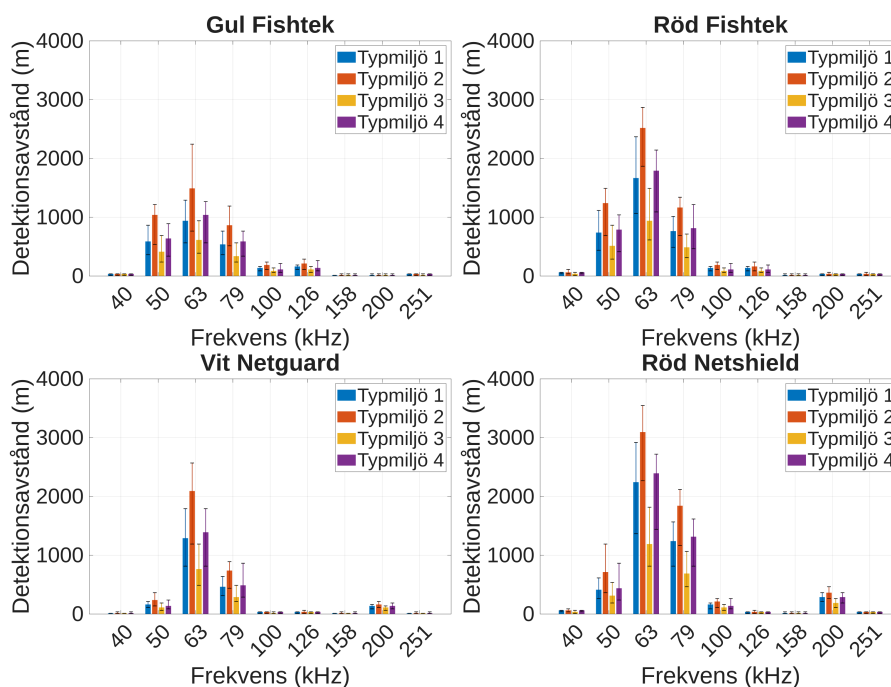 Gul Fishtek
Detektionsavstånd (m)
4000
3000
2000
1000
0
Typmiljö 1
Typmiljö 2
Typmiljö 3
Typmiljö 4
40 50 63 79 100 126 158 200 251
Frekvens (kHz)
Röd Fishtek
Detektionsavstånd (m)
4000
3000
2000
1000
0
Typmiljö 1
Typmiljö 2
Typmiljö 3
Typmiljö 4
40 50 63 79 100 126 158 200 251
Frekvens (kHz)
Vit Netguard
Detektionsavstånd (m)
4000
3000
2000
1000
0
Typmiljö 1
Typmiljö 2
Typmiljö 3
Typmiljö 4
40 50 63 79 100 126 158 200 251
Frekvens (kHz)
Röd Netshield
Detektionsavstånd (m)
4000
3000
2000
1000
0
Typmiljö 1
Typmiljö 2
Typmiljö 3
Typmiljö 4
40 50 63 79 100 126 158 200 251
Frekvens (kHz)